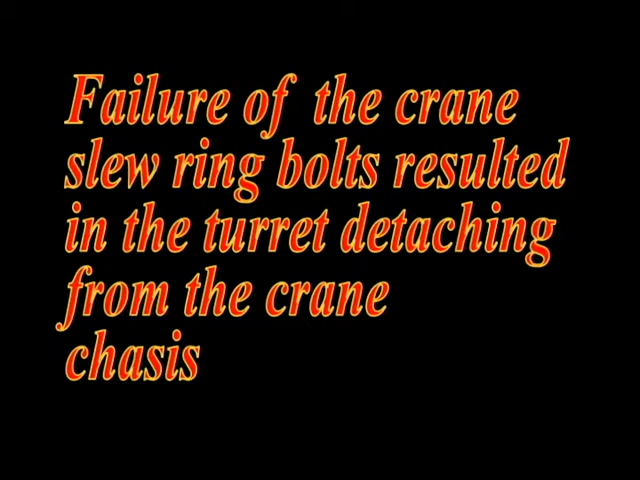 Failure of the crane
slew ring bolts resulted
in the turret detaching
from the crane
chasis